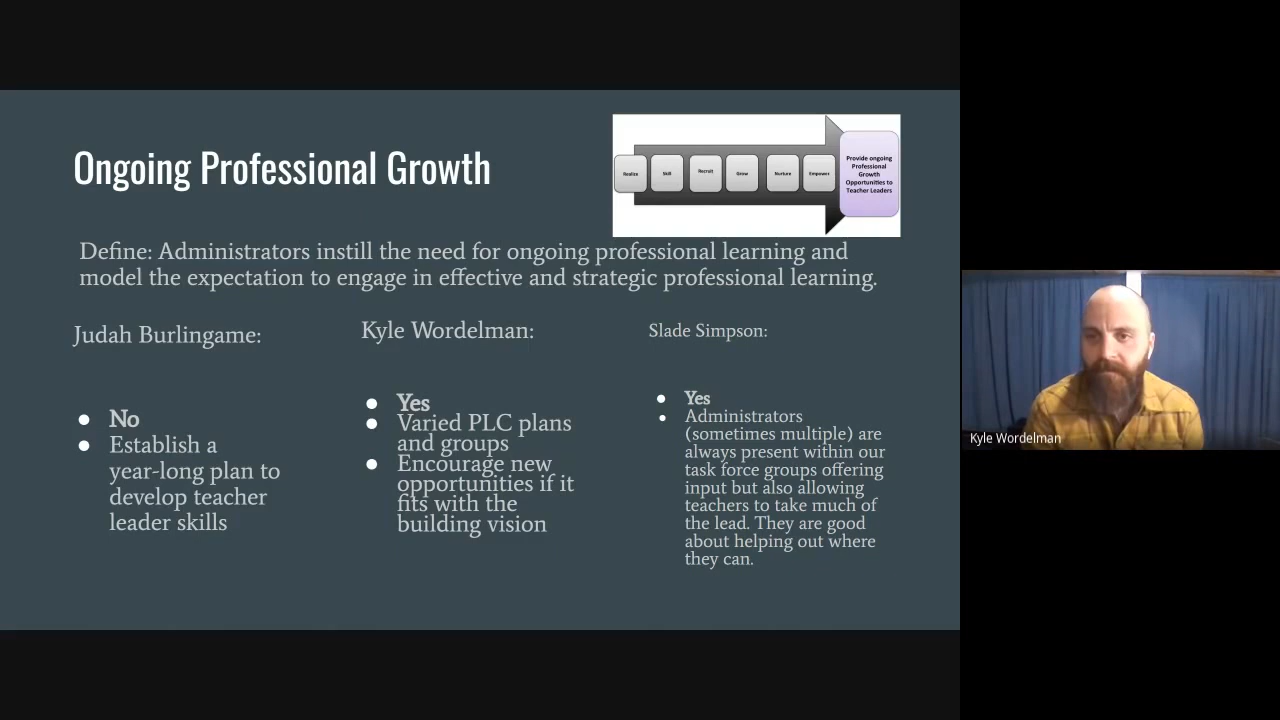 Ongoing Professional Growth
Realize
Skill
Recruit
Grow
Nurture
Empower
Provide ongoing
Professional
Growth
Opportunities to
Teacher Leaders
Define: Administrators instill the need for ongoing professional learning and
model the expectation to engage in effective and strategic professional learning.
Judah Burlingame:
● No
● Establish a
year-long plan to
develop teacher
leader skills
Kyle Wordelman:
● Yes
● Varied PLC plans
and groups
● Encourage new
opportunities if it
fits with the
building vision
Slade Simpson:
● Yes
● Administrators
(sometimes multiple) are
always present within our
task force groups offering
input but also allowing
teachers to take much of
the lead. They are good
about helping out where
they can.
Kyle Wordelman